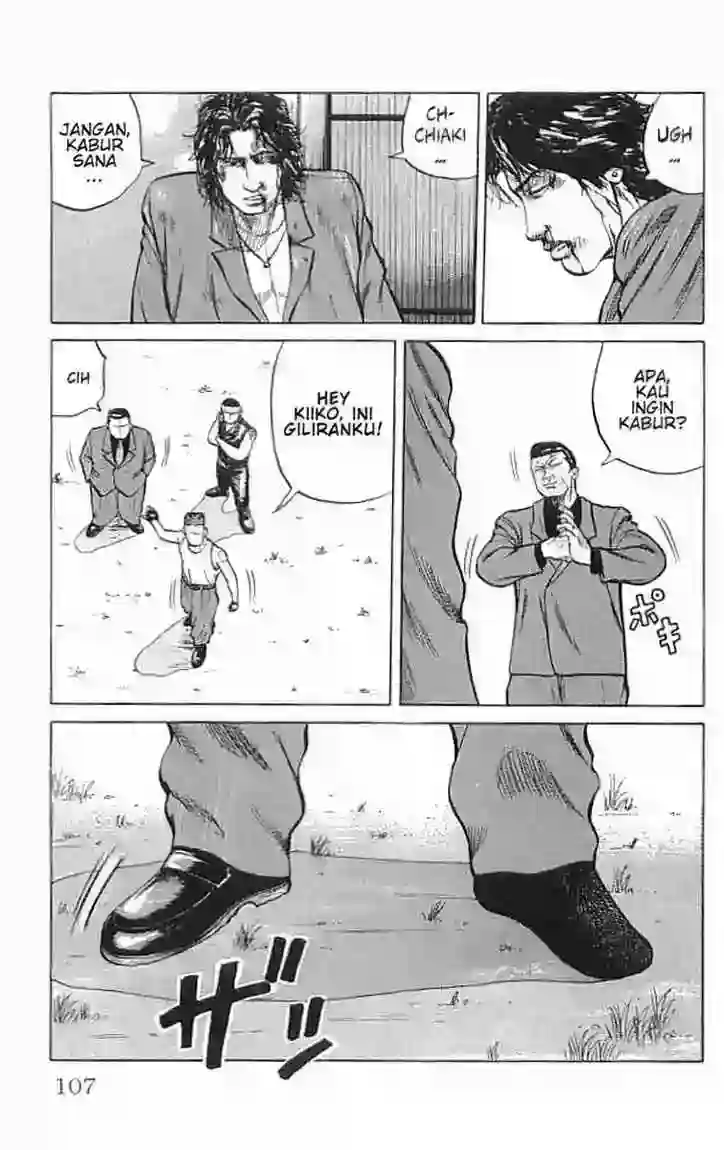 UGH
...
CH-
CHIAKI
...
JANGAN,
KABUR
SANA
...
APA,
KAU
INGIN
KABUR?
ポキ
HEY
KIIKO, INI
GILIRANKU!
CIH
ザッ
107